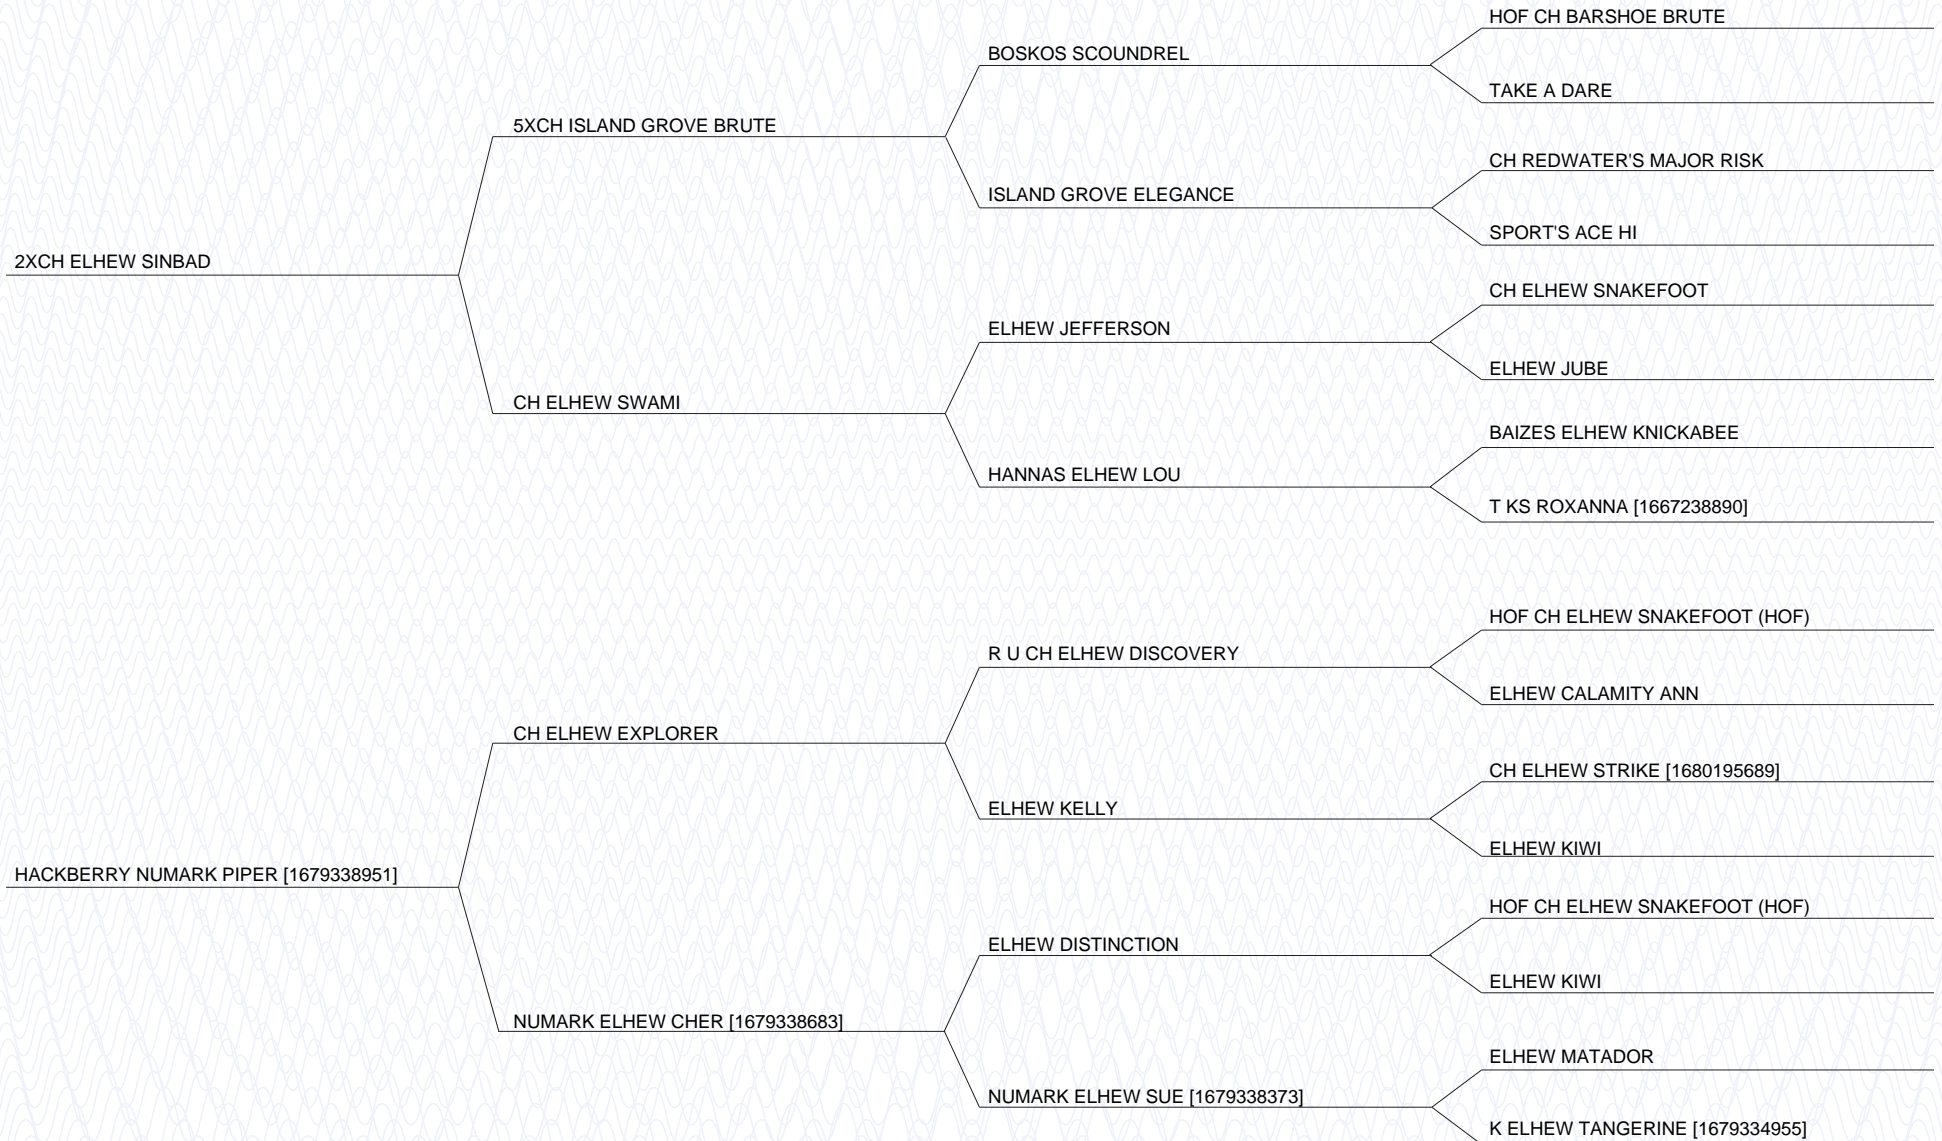 HOF CH BARSHOE BRUTE
BOSKOS SCOUNDREL
TAKE A DARE
5XCH ISLAND GROVE BRUTE
CH REDWATER'S MAJOR RISK
ISLAND GROVE ELEGANCE
SPORT'S ACE HI
2XCH ELHEW SINBAD
CH ELHEW SNAKEFOOT
ELHEW JEFFERSON
ELHEW JUBE
CH ELHEW SWAMI
BAIZES ELHEW KNICKABEE
HANNAS ELHEW LOU
T KS ROXANNA [1667238890]
HOF CH ELHEW SNAKEFOOT (HOF)
R U CH ELHEW DISCOVERY
ELHEW CALAMITY ANN
CH ELHEW EXPLORER
CH ELHEW STRIKE [1680195689]
ELHEW KELLY
ELHEW KIWI
HACKBERRY NUMARK PIPER [1679338951]
HOF CH ELHEW SNAKEFOOT (HOF)
ELHEW DISTINCTION
ELHEW KIWI
NUMARK ELHEW CHER [1679338683]
ELHEW MATADOR
NUMARK ELHEW SUE [1679338373]
K ELHEW TANGERINE [1679334955]